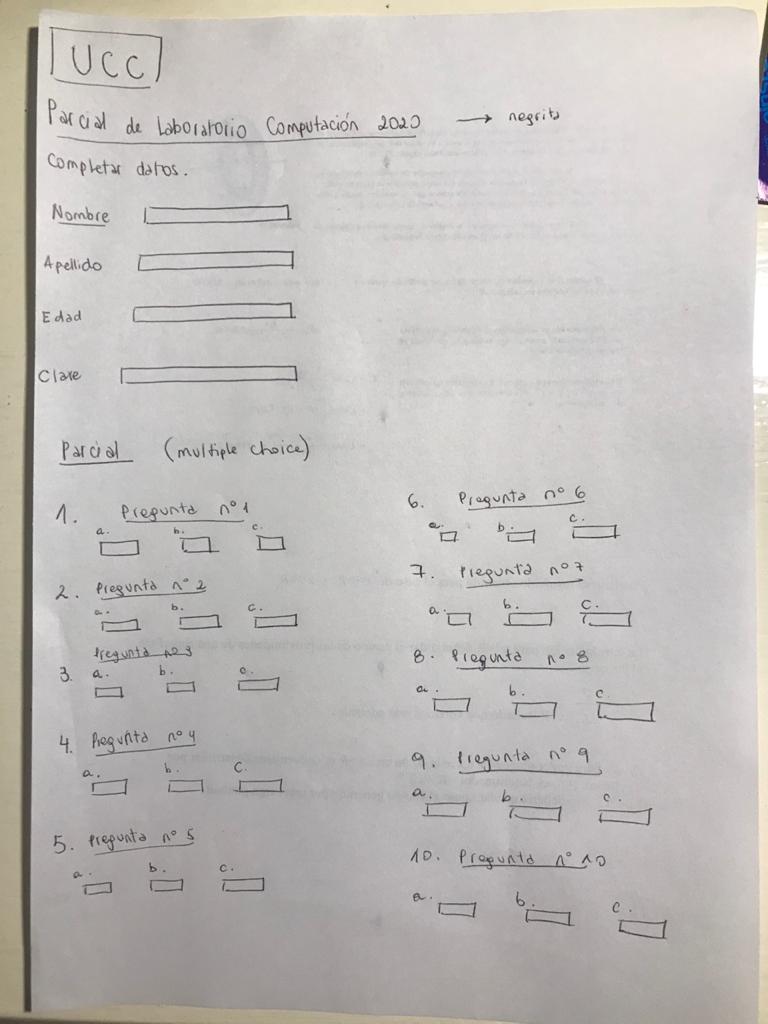 UCC
Parcial de Laboratorio Computación 2020 → negrita
Completar datos.
Nombre
Apellido
Edad
Clave
Parcial (multiple choice)
1. Pregunta nº 1
a. b. c.
2. Pregunta nº 2
a. b. c.
Pregunta nº 3
3. a. b. c.
4. Pregunta nº 4
a. b. c.
5. Pregunta nº 5
a. b. c.
6. Pregunta nº 6
a. b. c.
7. Pregunta nº 7
a. b. c.
8. Pregunta nº 8
a. b. c.
9. Pregunta nº 9
a. b. c.
10. Pregunta nº 10
a. b. c.